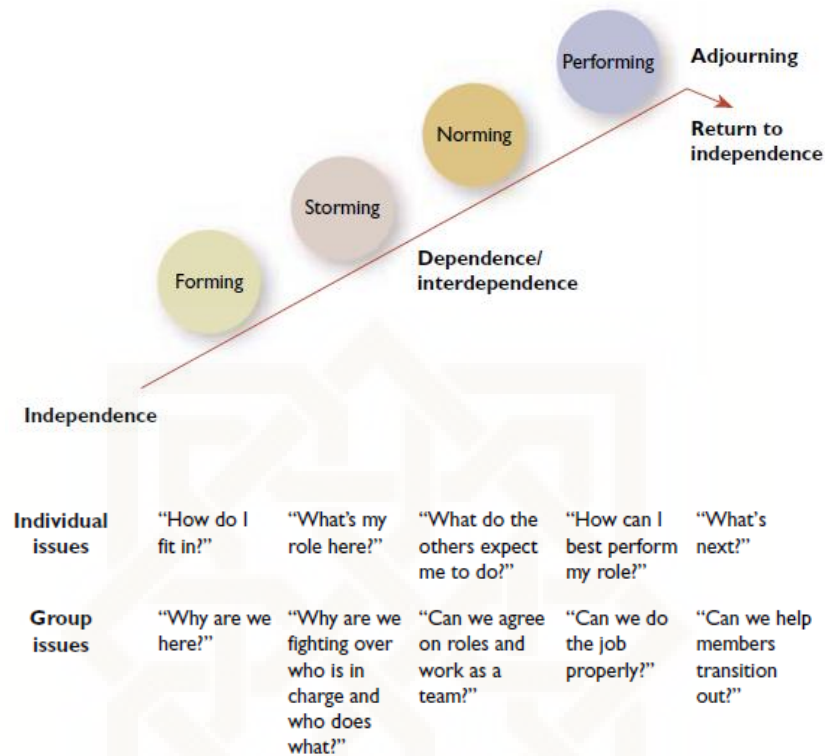 Performing
Adjourning
Return to
independence
Norming
Storming
Dependence/
interdependence
Forming
Independence
Individual
issues
“How do I
fit in?”
“What’s my
role here?”
“What do the
others expect
me to do?”
“How can I
best perform
my role?”
“What’s
next?”
Group
issues
“Why are we
here?”
“Why are we
fighting over
who is in
charge and
who does
what?”
“Can we agree
on roles and
work as a
team?”
“Can we do
the job
properly?”
“Can we help
members
transition
out?”